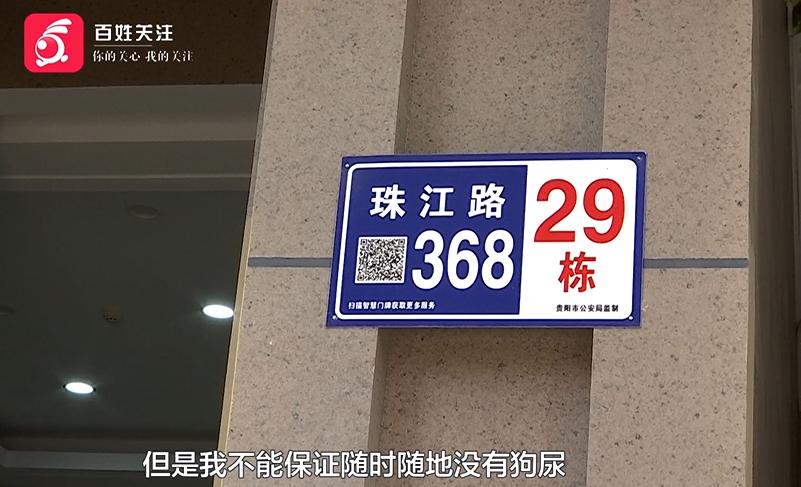 百姓关注
你的关心 我的关注
珠江路
368
29
栋
扫描智慧门牌获取更多服务
贵阳市公安局监制
但是我不能保证随时随地没有狗尿